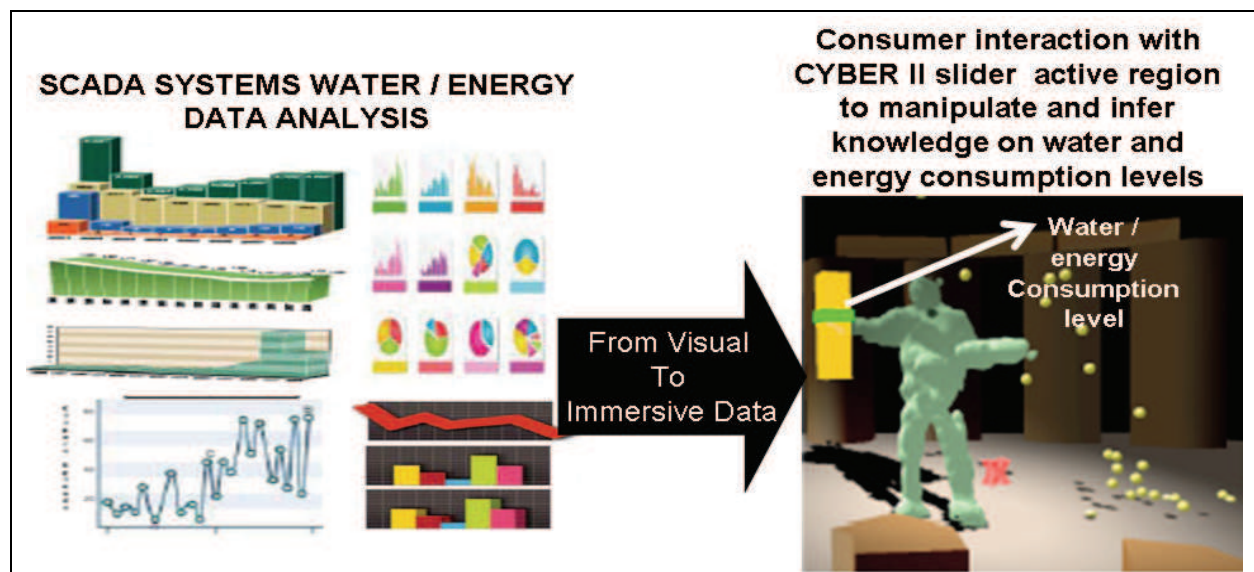 SCADA SYSTEMS WATER / ENERGY
DATA ANALYSIS
From Visual
To
Immersive Data
Consumer interaction with
CYBER II slider active region
to manipulate and infer
knowledge on water and
energy consumption levels
Water /
energy
Consumption
level